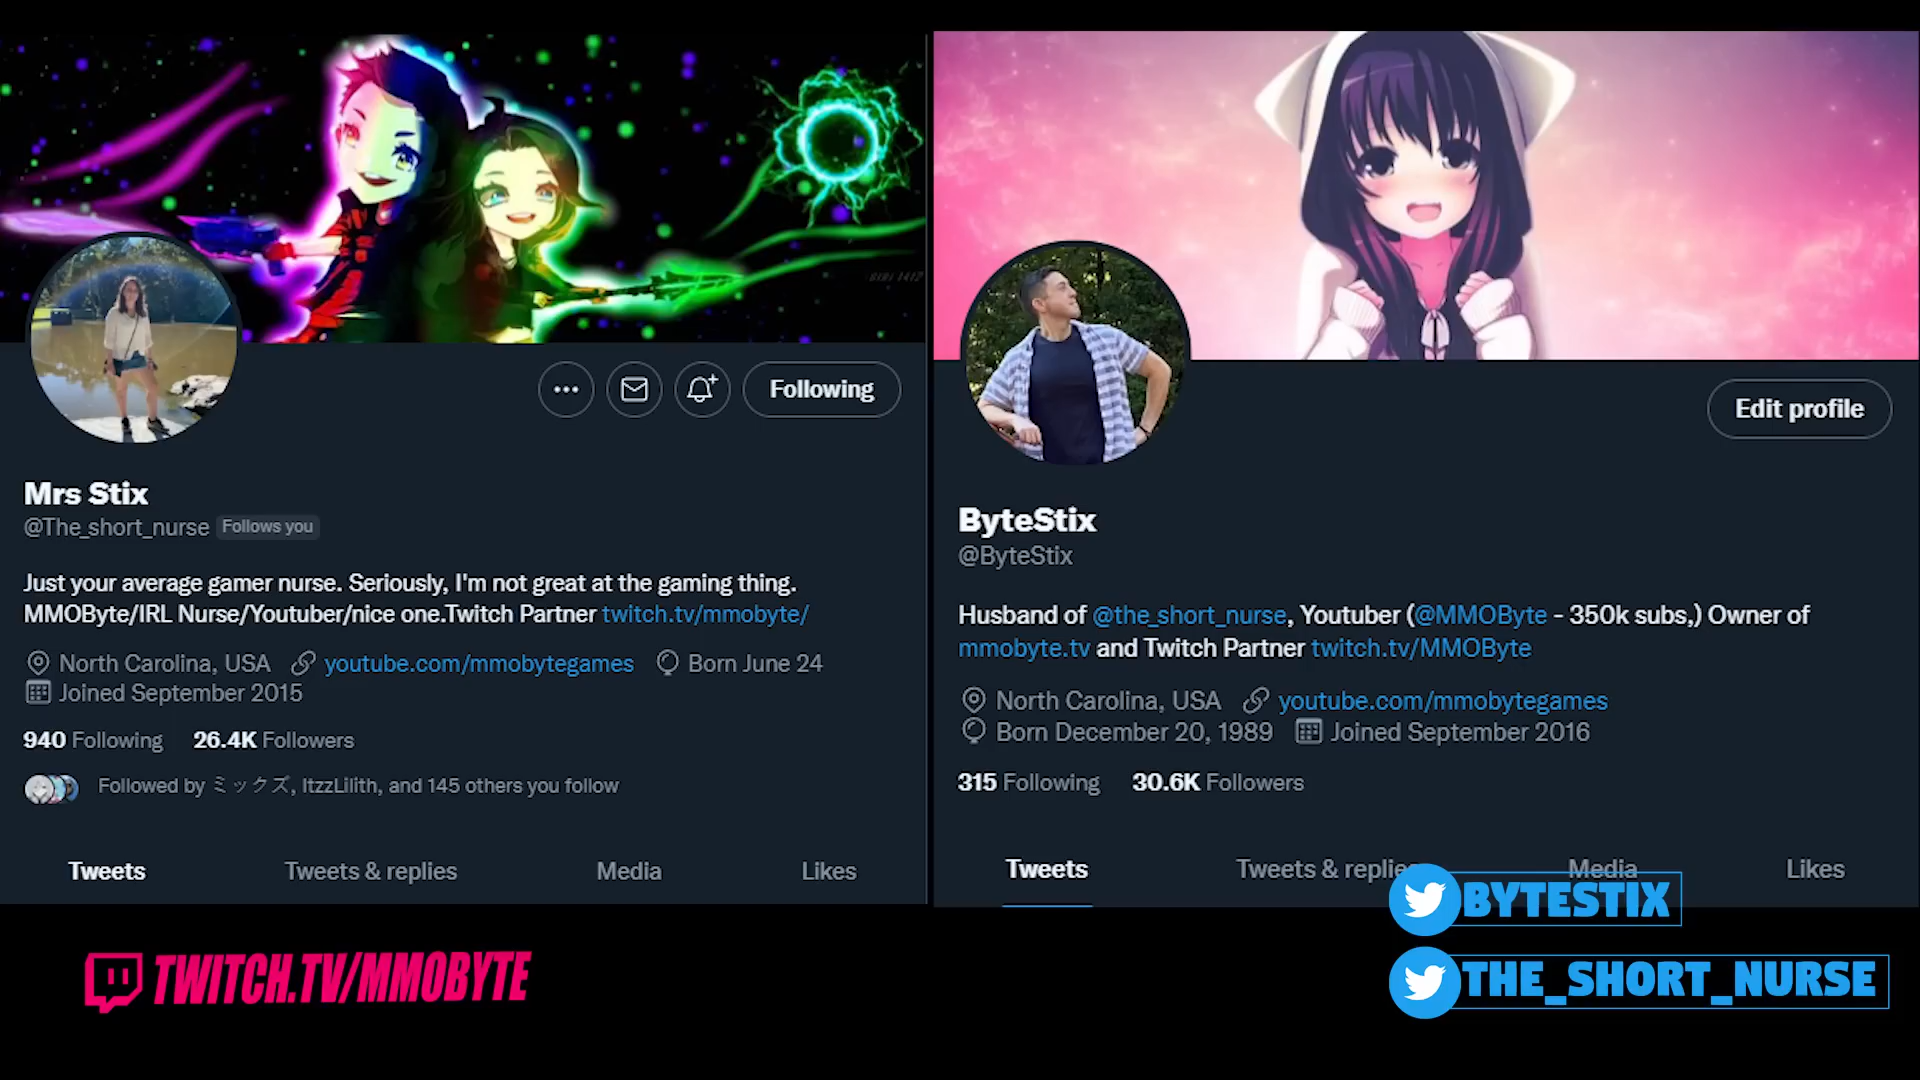 GIRL 1412
Following
Mrs Stix
@The_short_nurse Follows you
Just your average gamer nurse. Seriously, I'm not great at the gaming thing.
MMOByte/IRL Nurse/Youtuber/nice one.Twitch Partner twitch.tv/mmobyte/
North Carolina, USA youtube.com/mmobytegames Born June 24
Joined September 2015
940 Following 26.4K Followers
Followed by ミックズ, ItzzLilith, and 145 others you follow
Tweets Tweets & replies Media Likes
Edit profile
ByteStix
@ByteStix
Husband of @the_short_nurse, Youtuber (@MMOByte - 350k subs,) Owner of
mmobyte.tv and Twitch Partner twitch.tv/MMOByte
North Carolina, USA youtube.com/mmobytegames
Born December 20, 1989 Joined September 2016
315 Following 30.6K Followers
Tweets Tweets & replies Media Likes
TWITCH.TV/MMOBYTE
BYTESTIX
THE_SHORT_NURSE